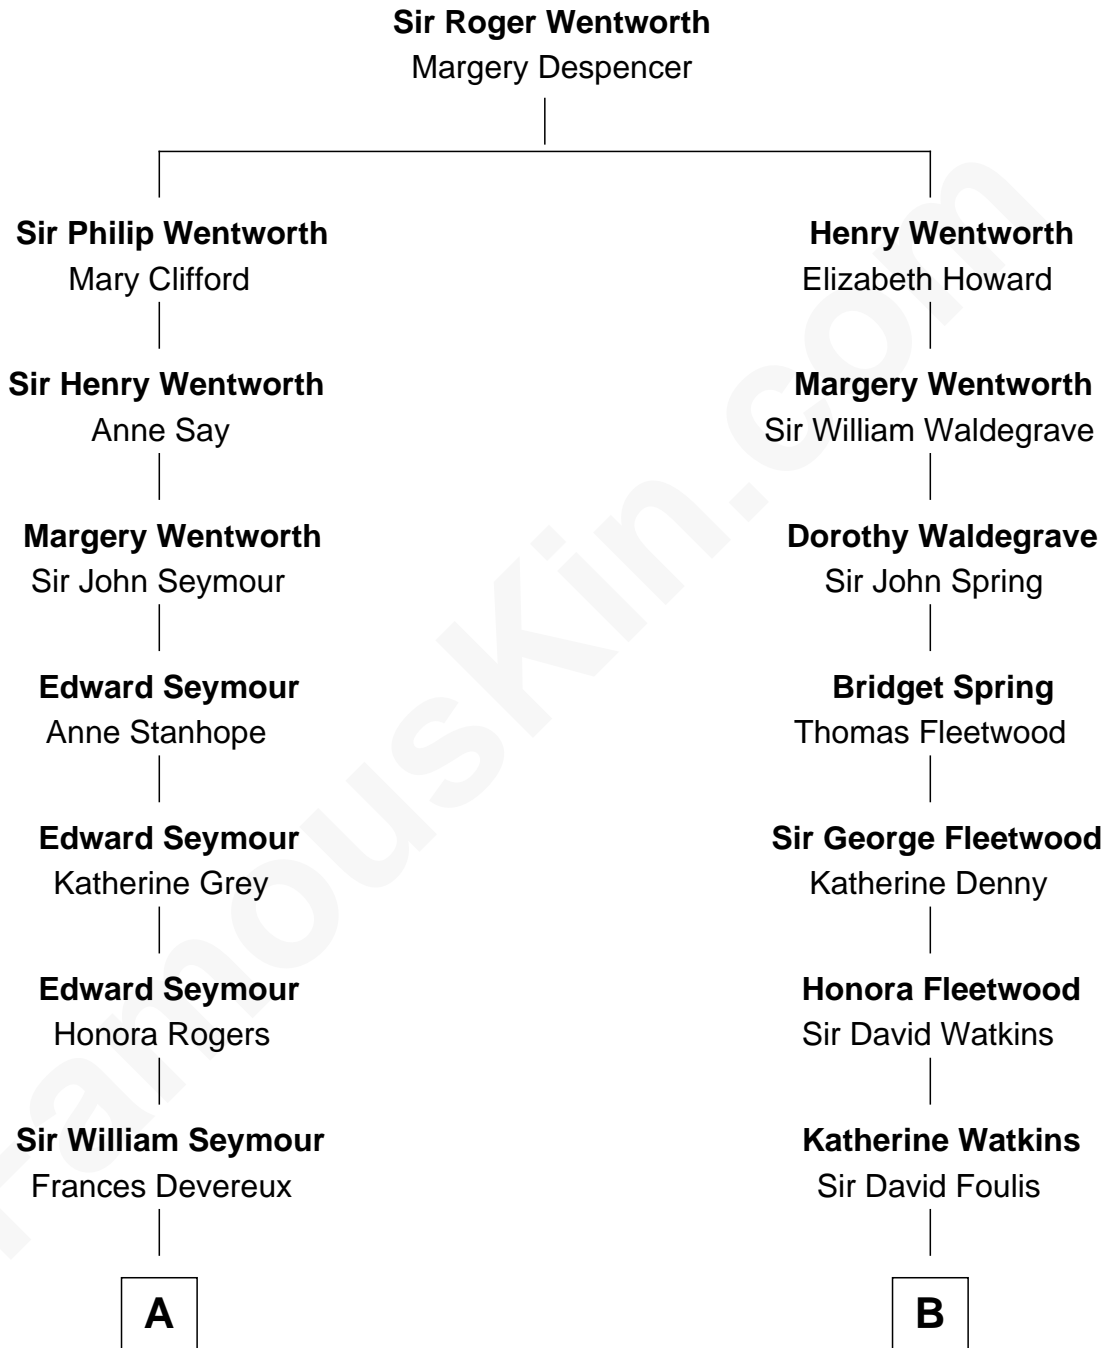 Sir Roger Wentworth
Margery Despencer
Sir Philip Wentworth
Mary Clifford
Henry Wentworth
Elizabeth Howard
Sir Henry Wentworth
Anne Say
Margery Wentworth
Sir William Waldegrave
Margery Wentworth
Sir John Seymour
Dorothy Waldegrave
Sir John Spring
Edward Seymour
Anne Stanhope
Bridget Spring
Thomas Fleetwood
Edward Seymour
Katherine Grey
Sir George Fleetwood
Katherine Denny
Edward Seymour
Honora Rogers
Honora Fleetwood
Sir David Watkins
Sir William Seymour
Frances Devereux
Katherine Watkins
Sir David Foulis
A
B
FamousKin.com